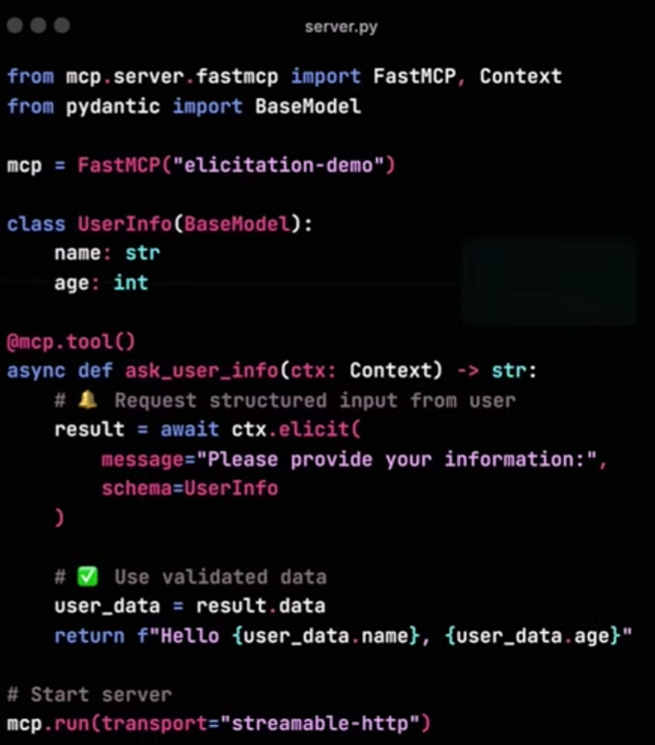 server.py
from mcp.server.fastmcp import FastMCP, Context
from pydantic import BaseModel
mcp = FastMCP("elicitation-demo")
class UserInfo(BaseModel):
    name: str
    age: int
@mcp.tool()
async def ask_user_info(ctx: Context) -> str:
    # 🔔 Request structured input from user
    result = await ctx.elicit(
        message="Please provide your information:",
        schema=UserInfo
    )
    # ✅ Use validated data
    user_data = result.data
    return f"Hello {user_data.name}, {user_data.age}"
# Start server
mcp.run(transport="streamable-http")